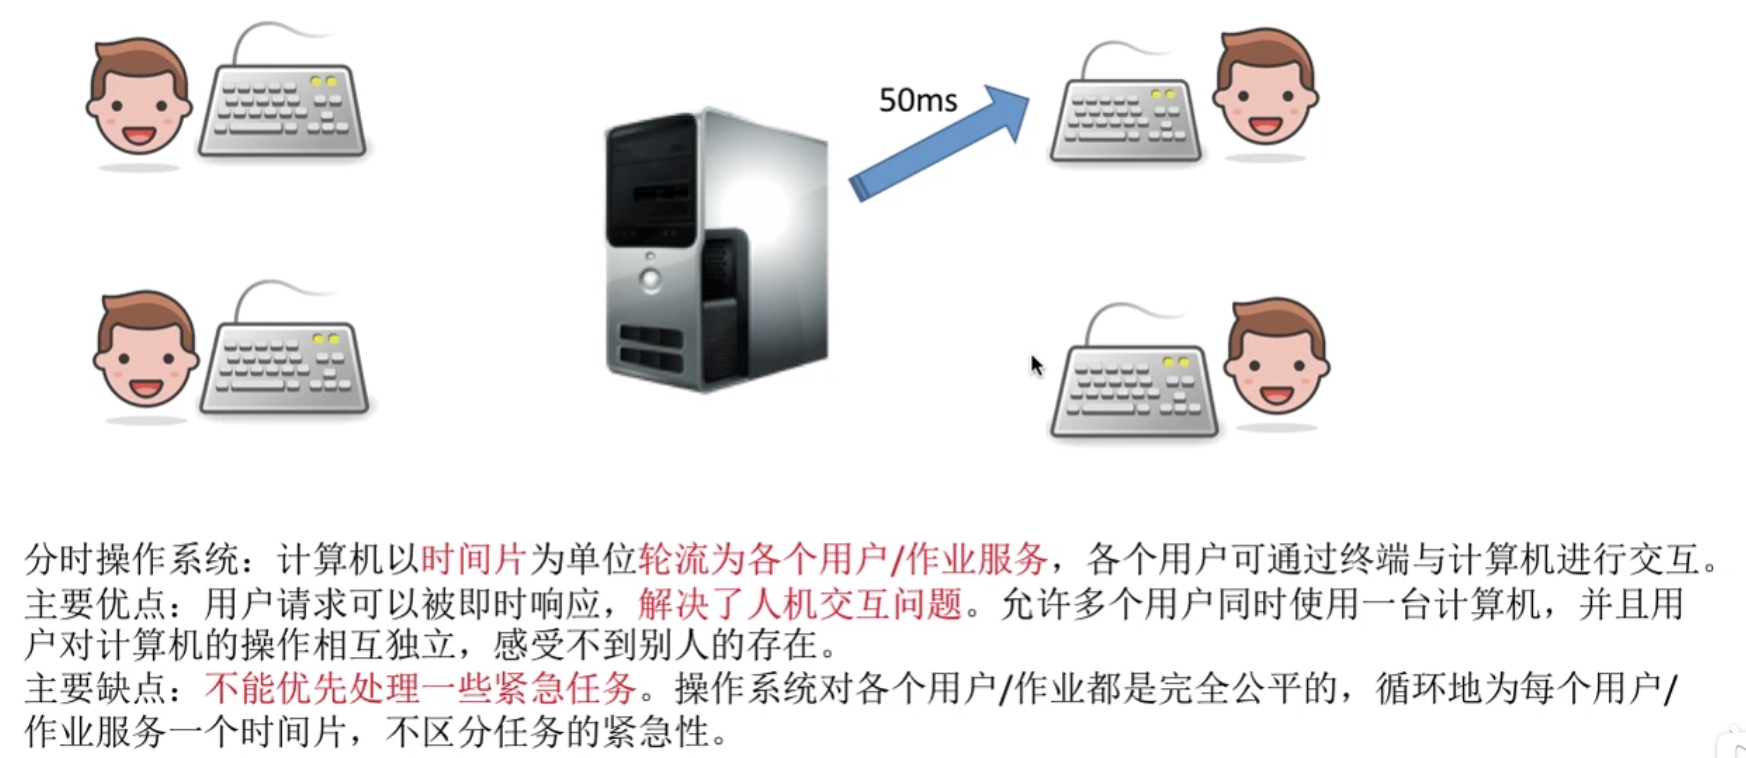 50ms
分时操作系统：计算机以时间片为单位轮流为各个用户/作业服务，各个用户可通过终端与计算机进行交互。
主要优点：用户请求可以被即时响应，解决了人机交互问题。允许多个用户同时使用一台计算机，并且用
户对计算机的操作相互独立，感受不到别人的存在。
主要缺点：不能优先处理一些紧急任务。操作系统对各个用户/作业都是完全公平的，循环地为每个用户/
作业服务一个时间片，不区分任务的紧急性。